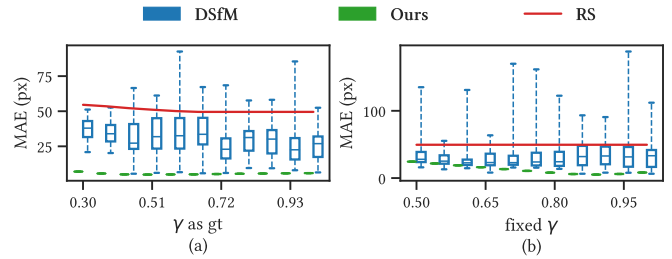 DSfM Ours RS
MAE (px)
75
50
25
0.30 0.51 0.72 0.93
γ as gt
(a)
MAE (px)
100
0
0.50 0.65 0.80 0.95
fixed γ
(b)